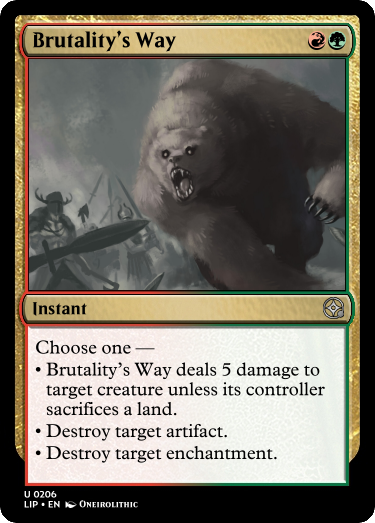 Brutality's Way
Instant
Choose one —
• Brutality's Way deals 5 damage to
target creature unless its controller
sacrifices a land.
• Destroy target artifact.
• Destroy target enchantment.
U 0206
LIP • EN Oneirolithic